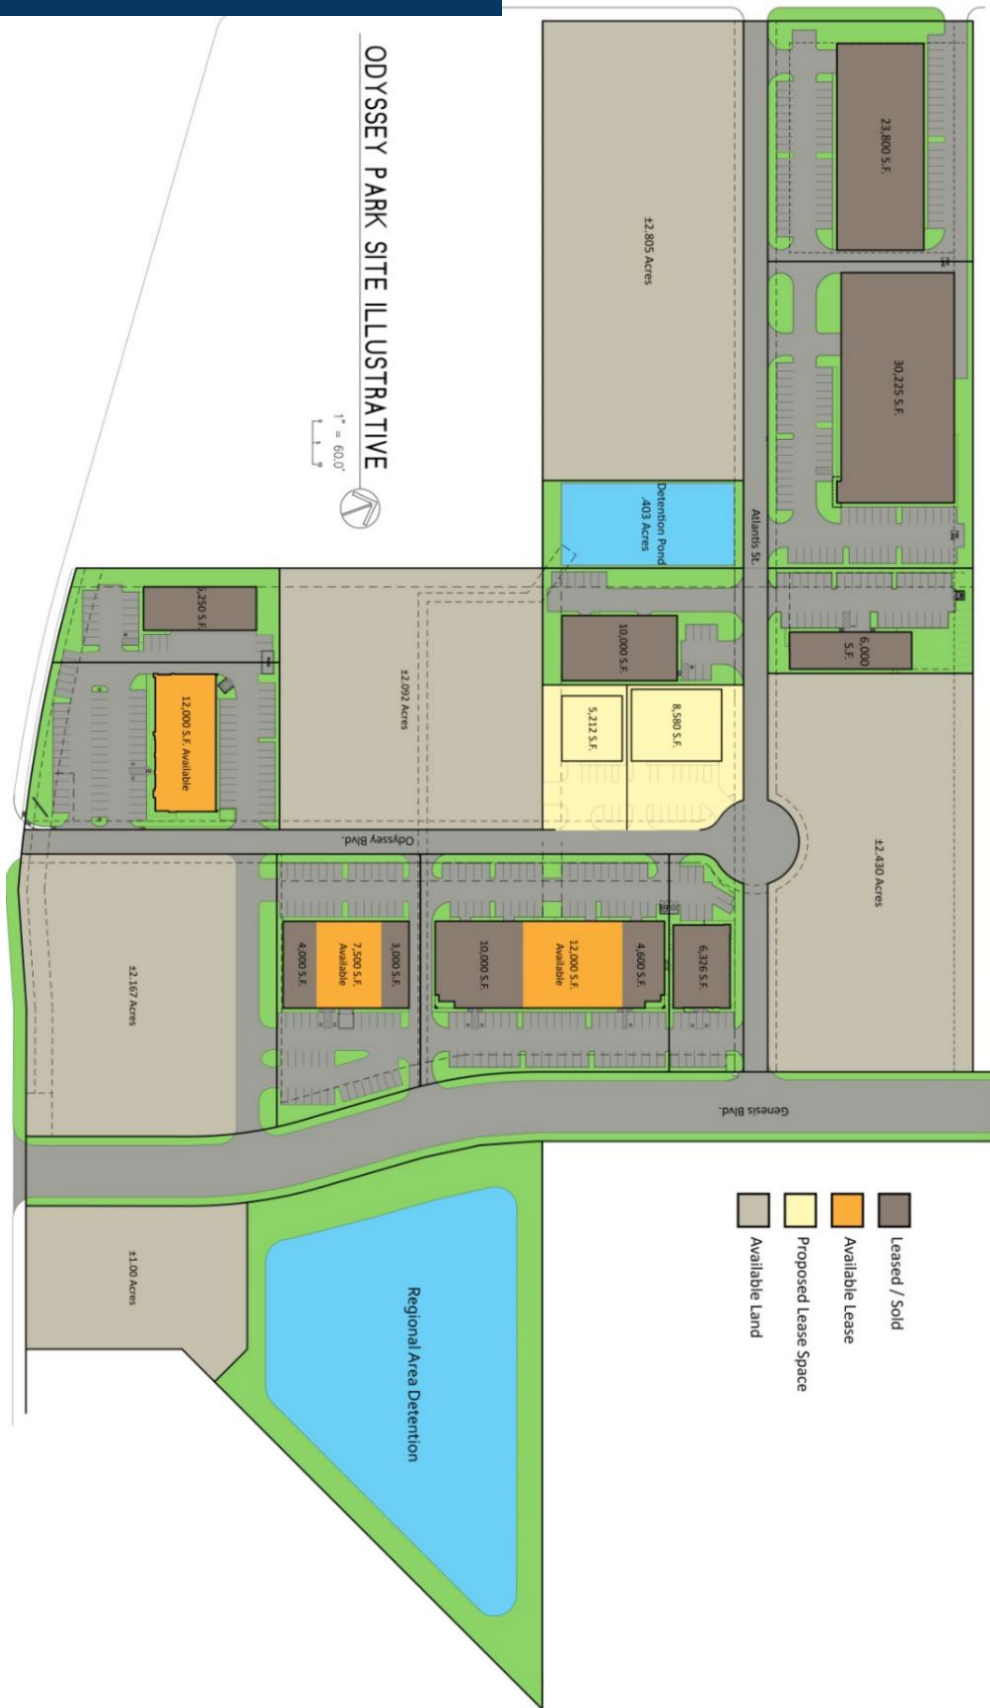 ODYSSEY PARK SITE ILLUSTRATIVE
1" = 60.0'
23,800 S.F.
30,225 S.F.
±2.805 Acres
Detention Pond
.403 Acres
Atlantis St.
10,000 S.F.
6,000
S.F.
5,212 S.F.
8,580 S.F.
±2.430 Acres
±2.092 Acres
,250 S.F.
12,000 S.F. Available
Odyssey Blvd.
4,000 S.F.
7,500 S.F.
Available
3,000 S.F.
10,000 S.F.
12,000 S.F.
Available
4,600 S.F.
6,326 S.F.
±2.167 Acres
Genesis Blvd.
±1.00 Acres
Regional Area Detention
Leased / Sold
Available Lease
Proposed Lease Space
Available Land